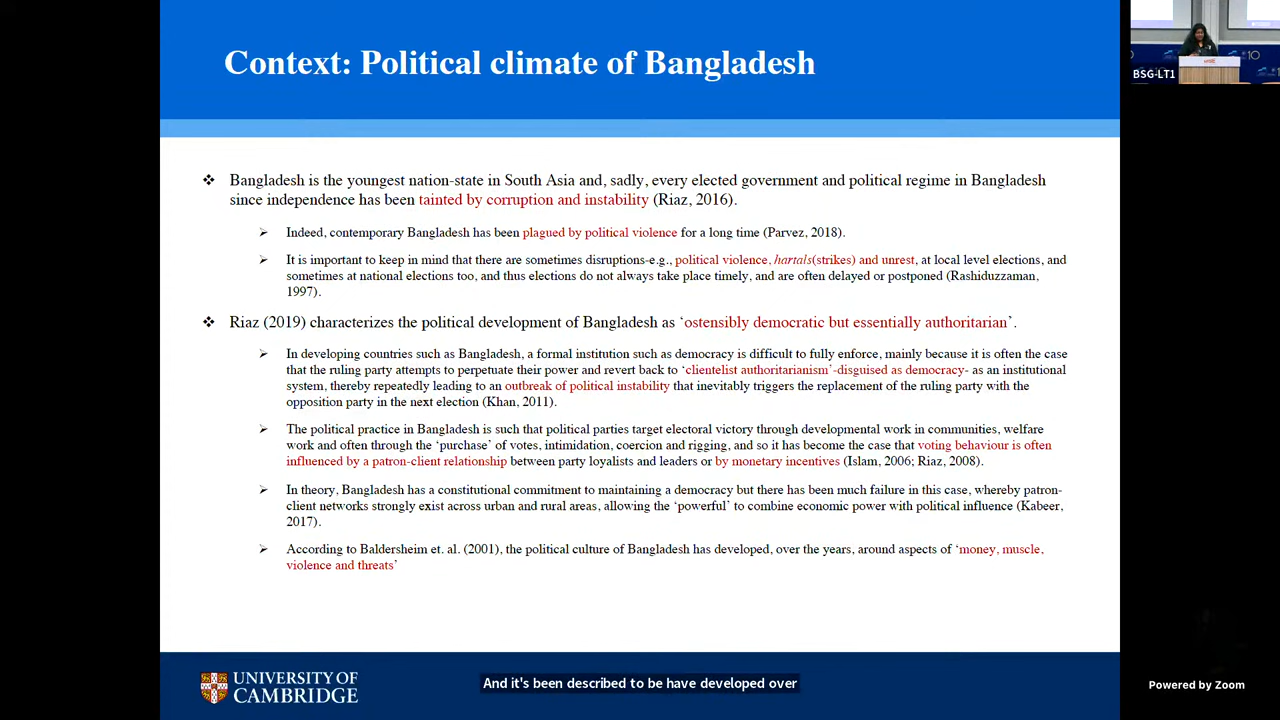 Context: Political climate of Bangladesh
BSG-LT1
❖ Bangladesh is the youngest nation-state in South Asia and, sadly, every elected government and political regime in Bangladesh
since independence has been tainted by corruption and instability (Riaz, 2016).
➢ Indeed, contemporary Bangladesh has been plagued by political violence for a long time (Parvez, 2018).
➢ It is important to keep in mind that there are sometimes disruptions-e.g., political violence, hartals(strikes) and unrest, at local level elections, and
sometimes at national elections too, and thus elections do not always take place timely, and are often delayed or postponed (Rashiduzzaman,
1997).
❖ Riaz (2019) characterizes the political development of Bangladesh as ‘ostensibly democratic but essentially authoritarian’.
➢ In developing countries such as Bangladesh, a formal institution such as democracy is difficult to fully enforce, mainly because it is often the case
that the ruling party attempts to perpetuate their power and revert back to ‘clientelist authoritarianism’-disguised as democracy- as an institutional
system, thereby repeatedly leading to an outbreak of political instability that inevitably triggers the replacement of the ruling party with the
opposition party in the next election (Khan, 2011).
➢ The political practice in Bangladesh is such that political parties target electoral victory through developmental work in communities, welfare
work and often through the ‘purchase’ of votes, intimidation, coercion and rigging, and so it has become the case that voting behaviour is often
influenced by a patron-client relationship between party loyalists and leaders or by monetary incentives (Islam, 2006; Riaz, 2008).
➢ In theory, Bangladesh has a constitutional commitment to maintaining a democracy but there has been much failure in this case, whereby patron-
client networks strongly exist across urban and rural areas, allowing the ‘powerful’ to combine economic power with political influence (Kabeer,
2017).
➢ According to Baldersheim et. al. (2001), the political culture of Bangladesh has developed, over the years, around aspects of ‘money, muscle,
violence and threats’
UNIVERSITY OF
CAMBRIDGE
And it's been described to be have developed over
Powered by Zoom